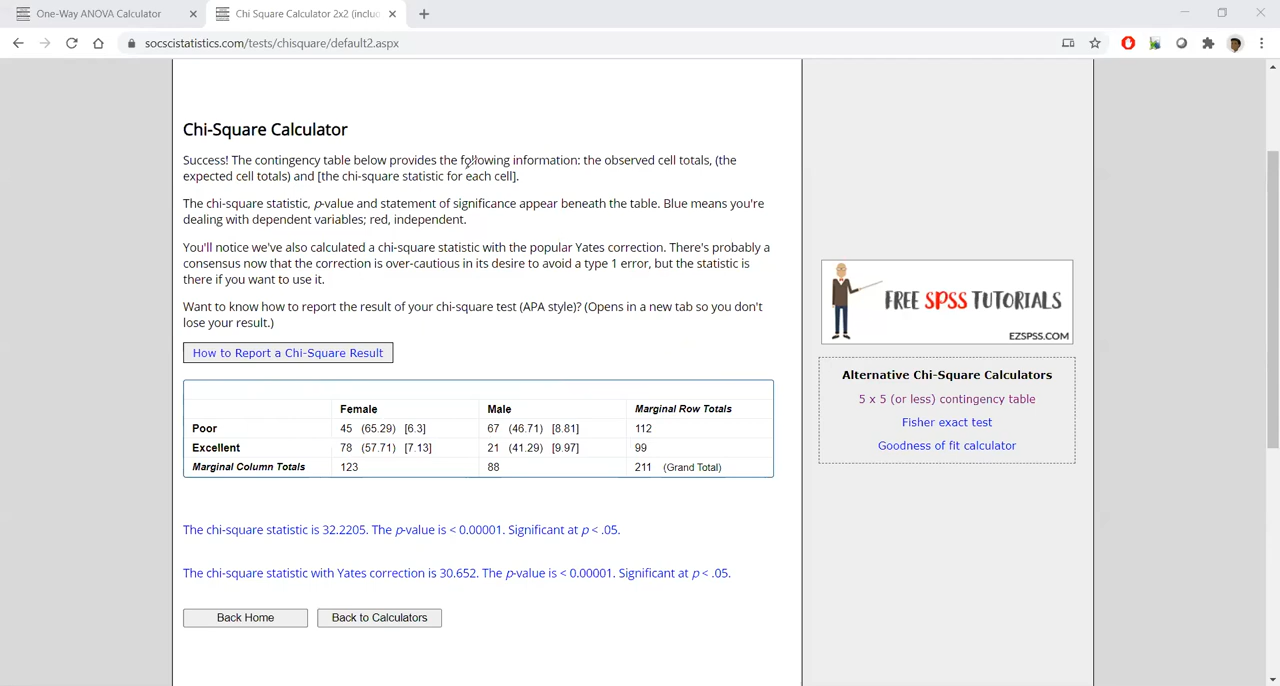 One-Way ANOVA Calculator
Chi Square Calculator 2x2 (inclu
socscistatistics.com/tests/chisquare/default2.aspx
Chi-Square Calculator
Success! The contingency table below provides the following information: the observed cell totals, (the
expected cell totals) and [the chi-square statistic for each cell].
The chi-square statistic, p-value and statement of significance appear beneath the table. Blue means you're
dealing with dependent variables; red, independent.
You'll notice we've also calculated a chi-square statistic with the popular Yates correction. There's probably a
consensus now that the correction is over-cautious in its desire to avoid a type 1 error, but the statistic is
there if you want to use it.
Want to know how to report the result of your chi-square test (APA style)? (Opens in a new tab so you don't
lose your result.)
How to Report a Chi-Square Result
Female Male Marginal Row Totals
Poor 45 (65.29) [6.3] 67 (46.71) [8.81] 112
Excellent 78 (57.71) [7.13] 21 (41.29) [9.97] 99
Marginal Column Totals 123 88 211 (Grand Total)
The chi-square statistic is 32.2205. The p-value is < 0.00001. Significant at p < .05.
The chi-square statistic with Yates correction is 30.652. The p-value is < 0.00001. Significant at p < .05.
Back Home Back to Calculators
FREE SPSS TUTORIALS
EZSPSS.COM
Alternative Chi-Square Calculators
5 x 5 (or less) contingency table
Fisher exact test
Goodness of fit calculator